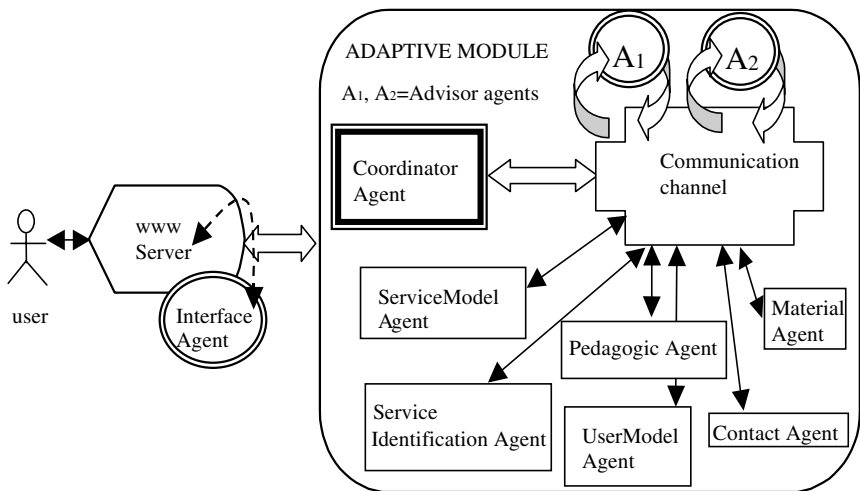 ADAPTIVE MODULE
A1, A2=Advisor agents
A1
A2
Coordinator
Agent
Communication
channel
www
Server
user
Interface
Agent
ServiceModel
Agent
Pedagogic Agent
Material
Agent
Service
Identification Agent
UserModel
Agent
Contact Agent